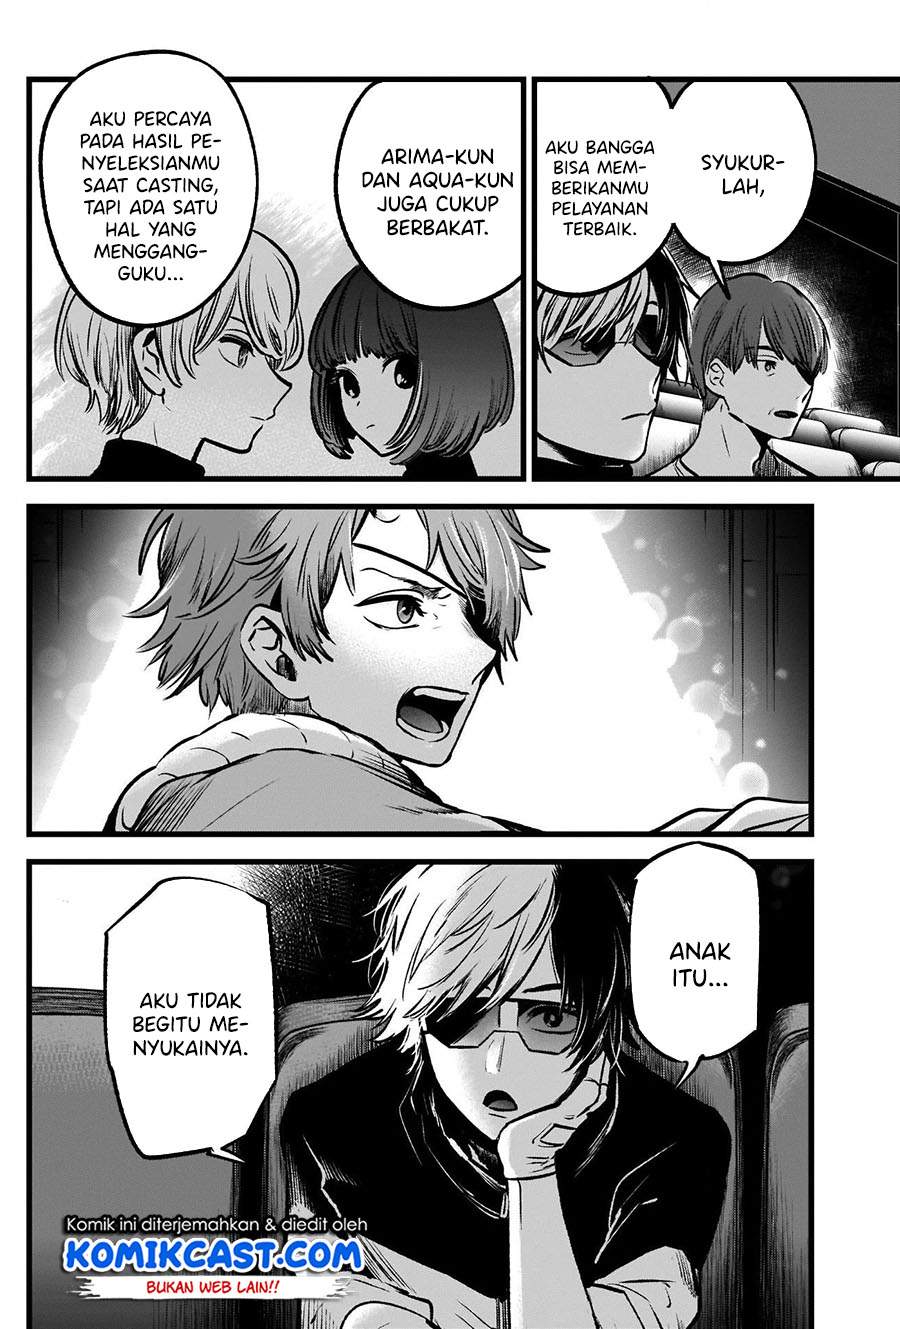 SYUKUR-
LAH,
AKU BANGGA
BISA MEM-
BERIKANMU
PELAYANAN
TERBAIK.
ARIMA-KUN
DAN AQUA-KUN
JUGA CUKUP
BERBAKAT.
AKU PERCAYA
PADA HASIL PE-
NYELEKSIANMU
SAAT CASTING,
TAPI ADA SATU
HAL YANG
MENGGANG-
GUKU...
ANAK
ITU...
AKU TIDAK
BEGITU ME-
NYUKAINYA.
Komik ini diterjemahkan & diedit oleh
KOMIKCAST.COM
BUKAN WEB LAIN!!